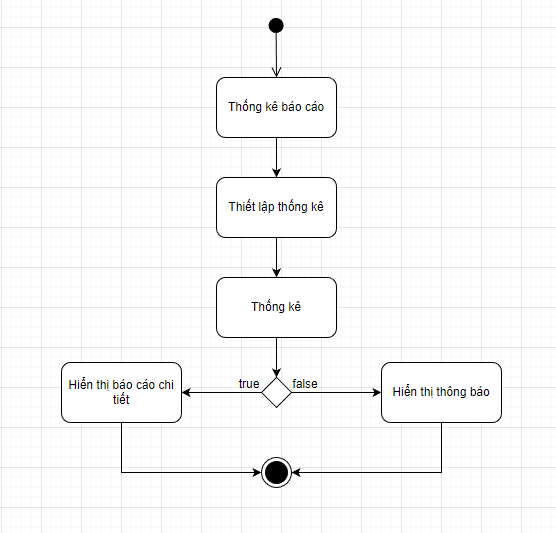 Thống kê báo cáo
Thiết lập thống kê
Thống kê
true
false
Hiển thị báo cáo chi
tiết
Hiển thị thông báo